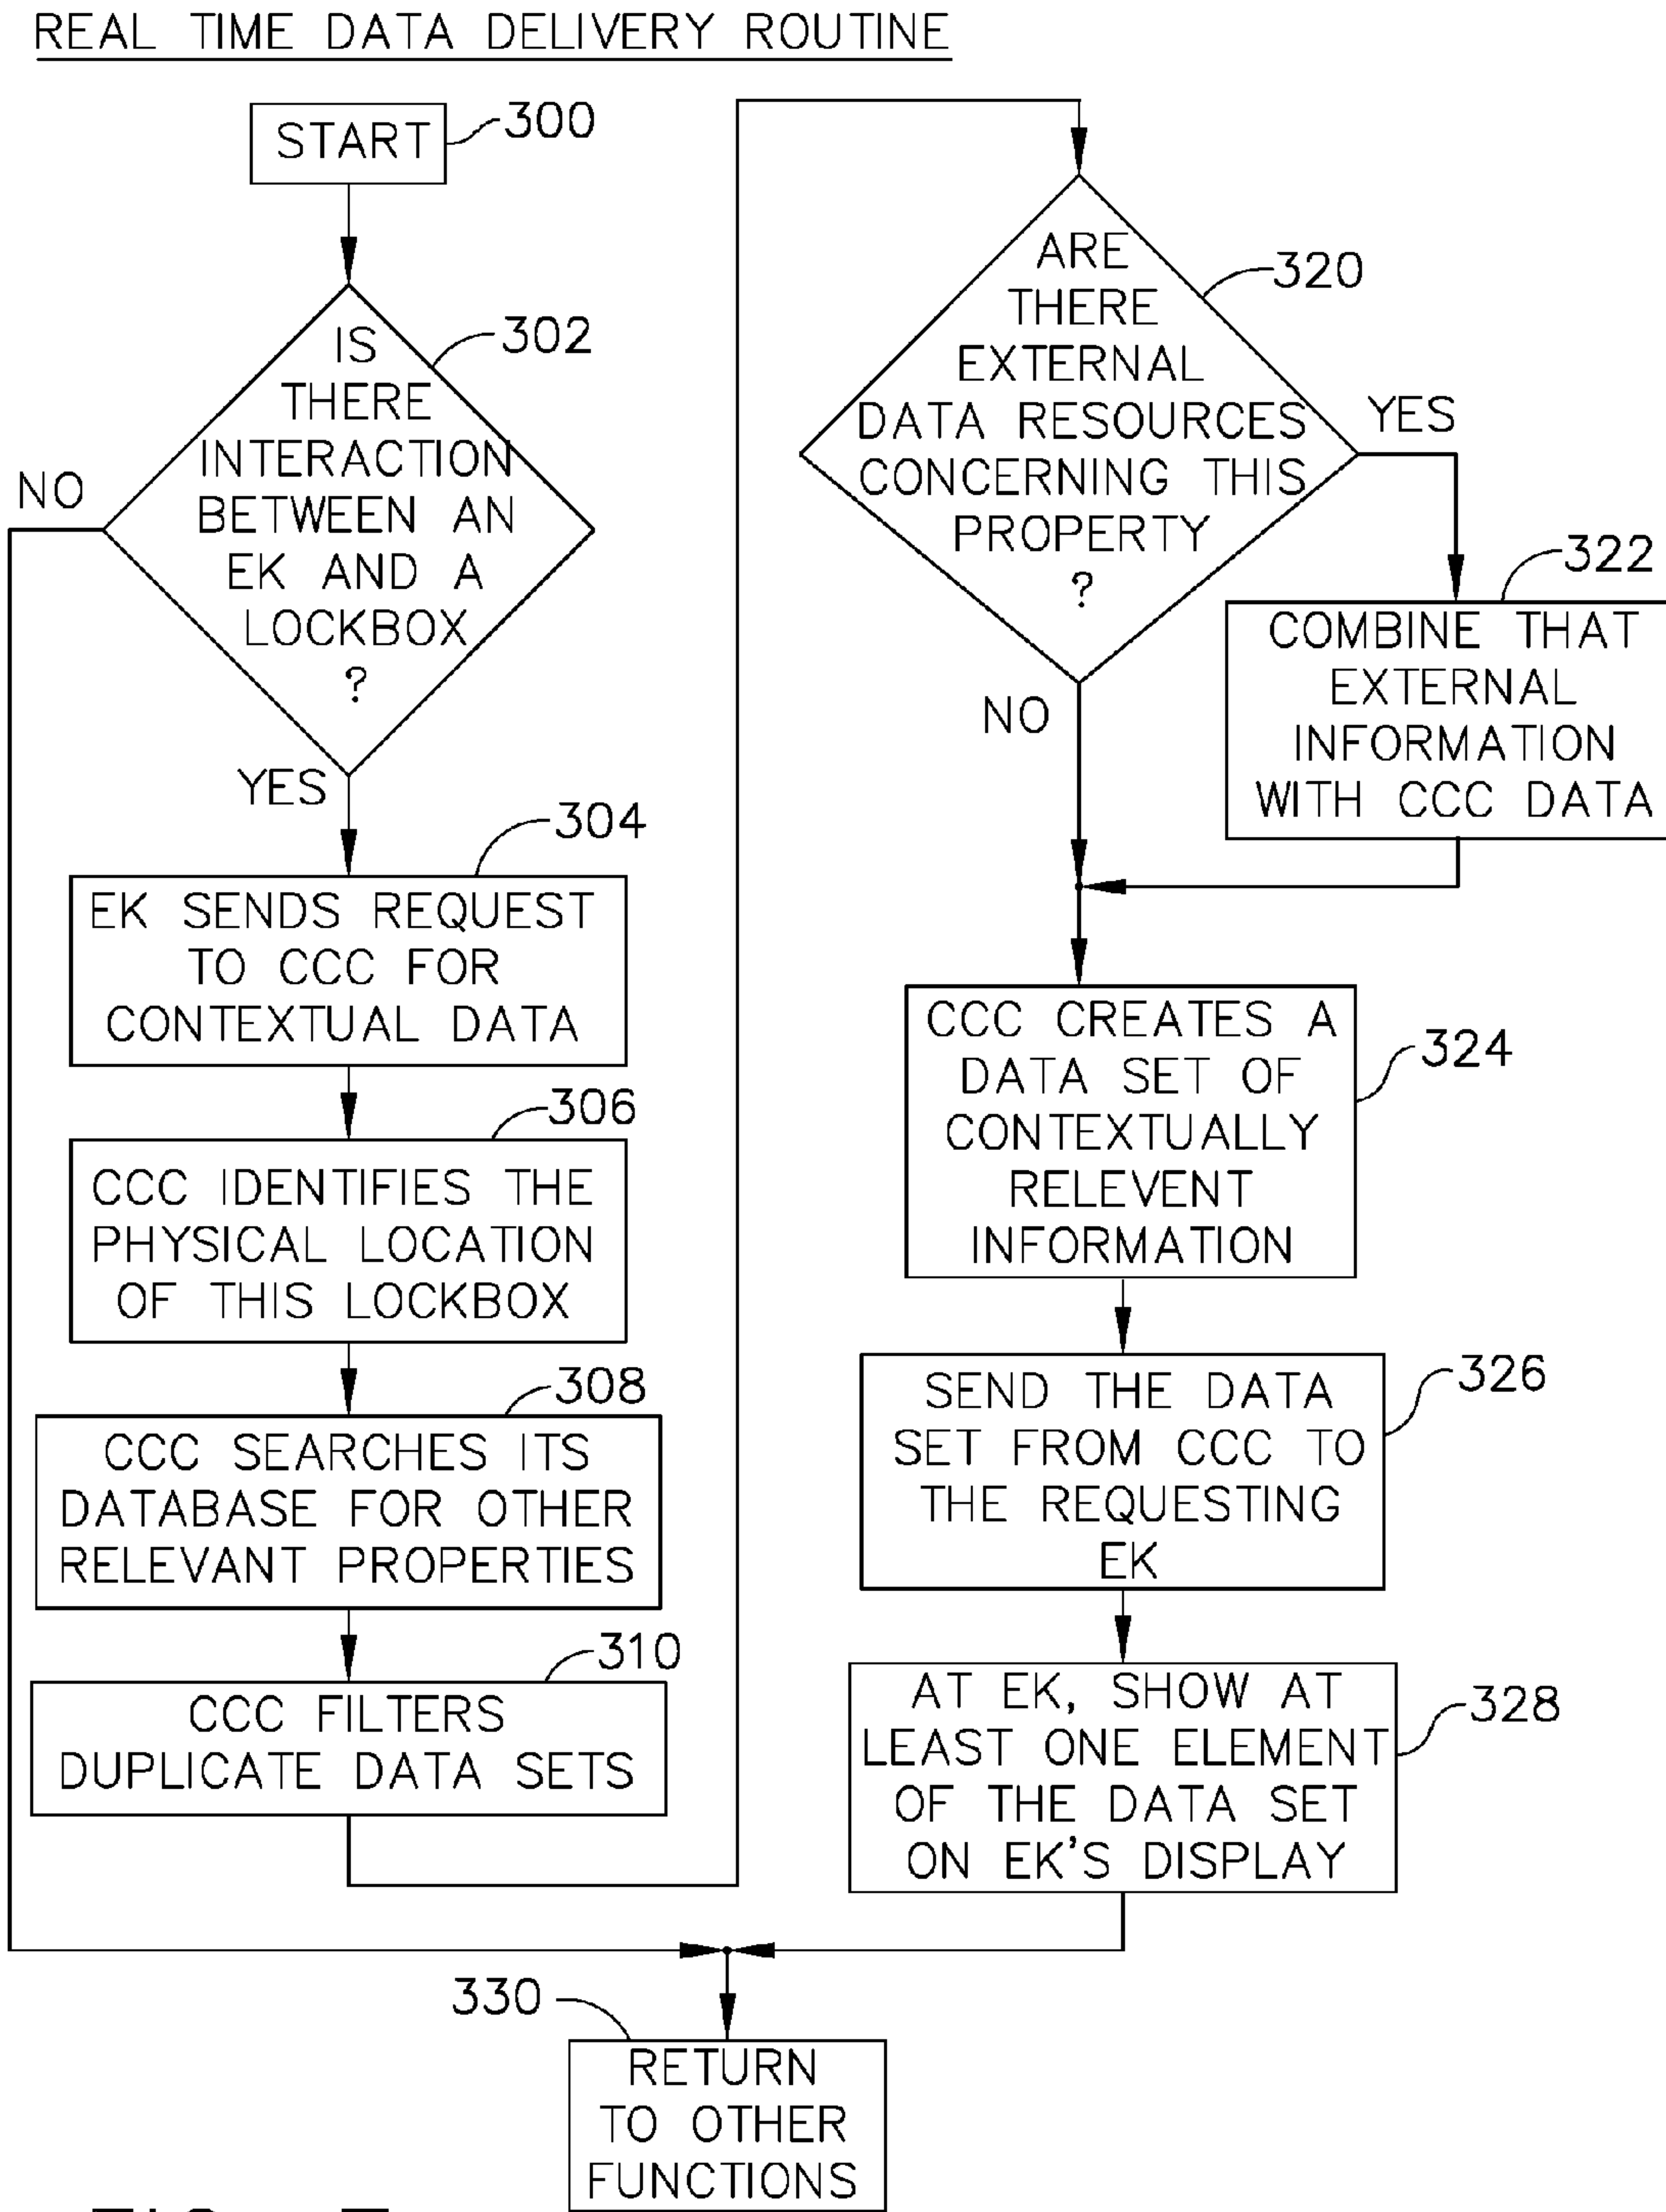 REAL TIME DATA DELIVERY ROUTINE
START
300
IS
THERE
INTERACTION
BETWEEN AN
EK AND A
LOCKBOX
?
302
NO
YES
EK SENDS REQUEST
TO CCC FOR
CONTEXTUAL DATA
304
CCC IDENTIFIES THE
PHYSICAL LOCATION
OF THIS LOCKBOX
306
CCC SEARCHES ITS
DATABASE FOR OTHER
RELEVANT PROPERTIES
308
CCC FILTERS
DUPLICATE DATA SETS
310
ARE
THERE
EXTERNAL
DATA RESOURCES
CONCERNING THIS
PROPERTY
?
320
YES
NO
COMBINE THAT
EXTERNAL
INFORMATION
WITH CCC DATA
322
CCC CREATES A
DATA SET OF
CONTEXTUALLY
RELEVENT
INFORMATION
324
SEND THE DATA
SET FROM CCC TO
THE REQUESTING
EK
326
AT EK, SHOW AT
LEAST ONE ELEMENT
OF THE DATA SET
ON EK'S DISPLAY
328
330
RETURN
TO OTHER
FUNCTIONS